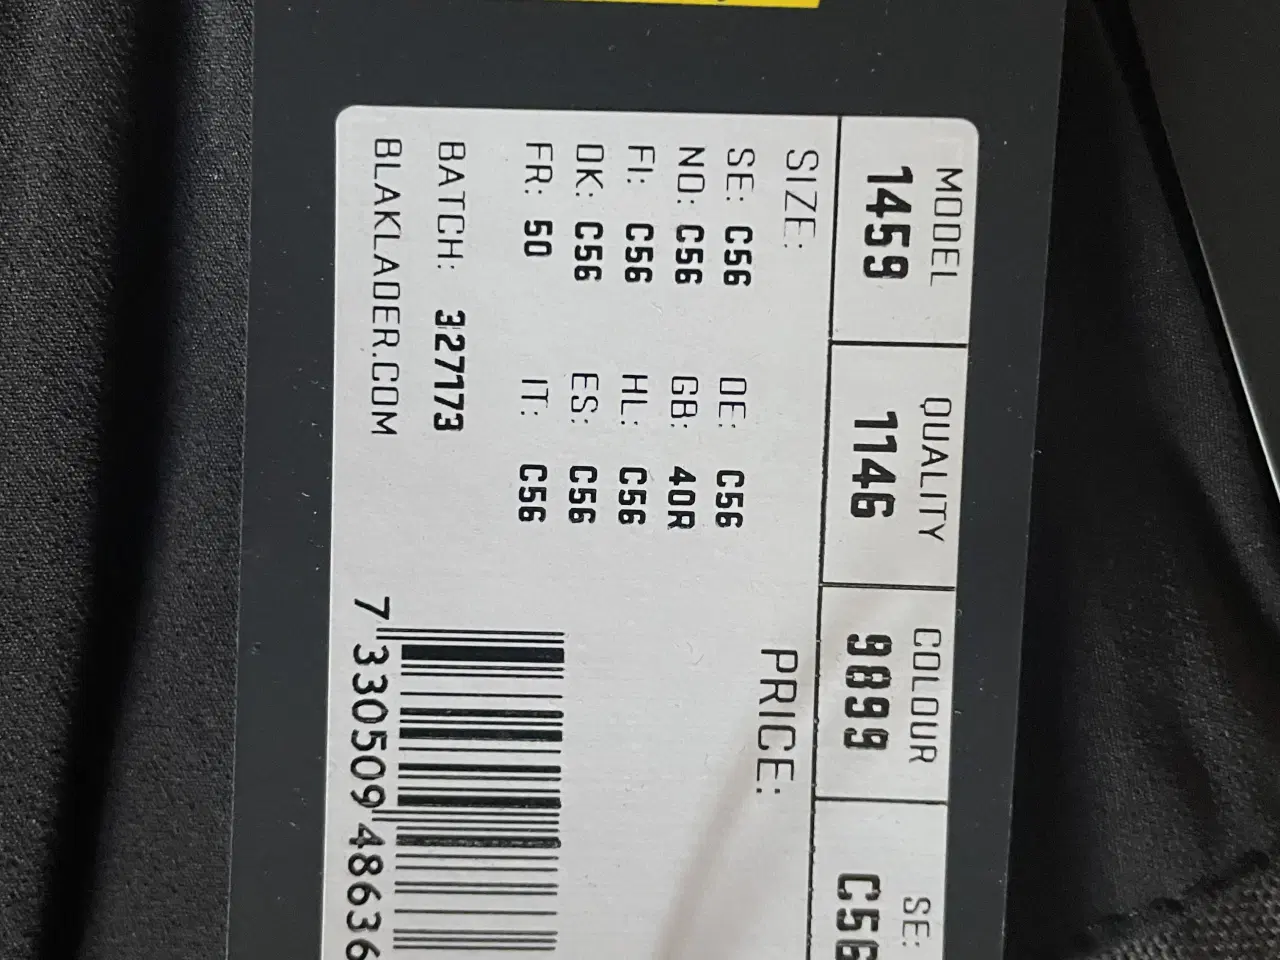 MODEL QUALITY COLOUR SE:
1459 1146 9899 C56
SIZE: PRICE:
SE: C56 DE: C56
NO: C56 GB: 40R
FI: C56 HL: C56
DK: C56 ES: C56
FR: 50 IT: C56
BATCH: 327173
BLAKLADER.COM
7 330509 48636